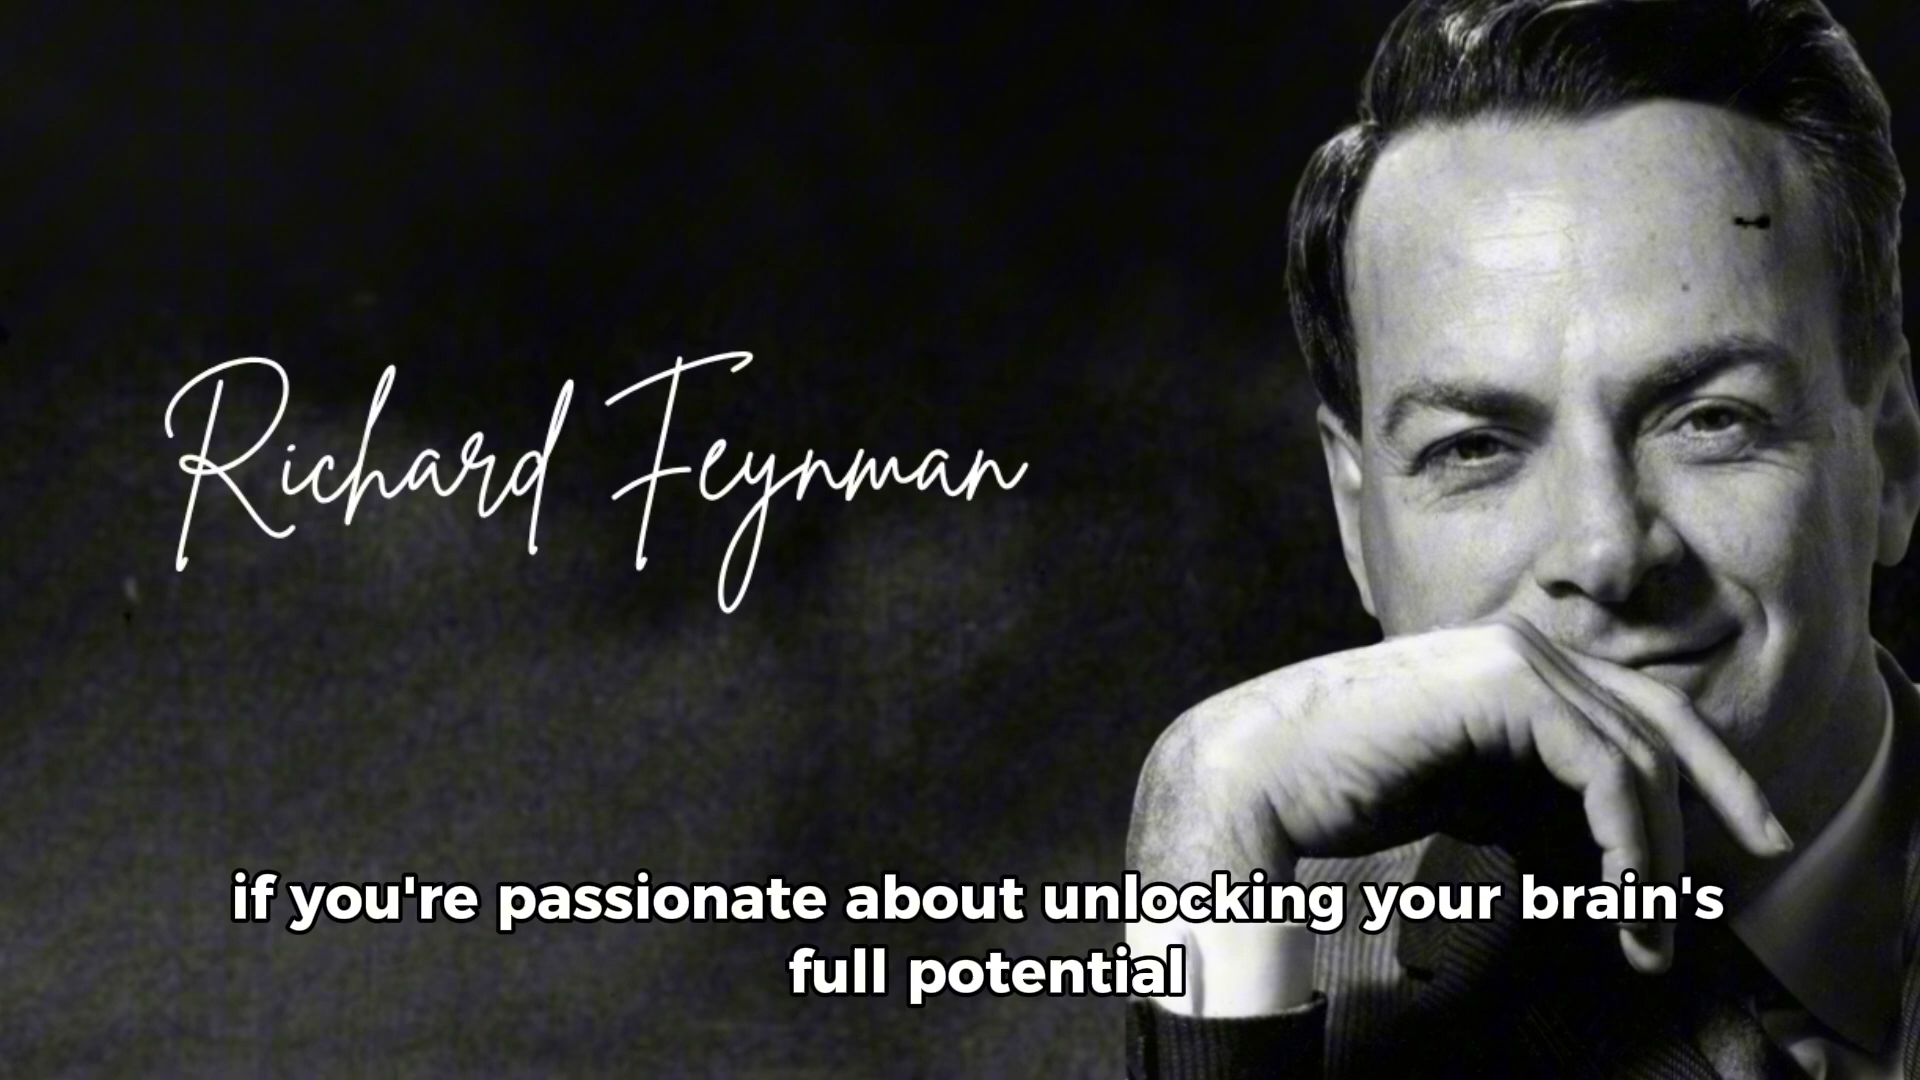 Richard Feynman
if you're passionate about unlocking your brain's
full potential